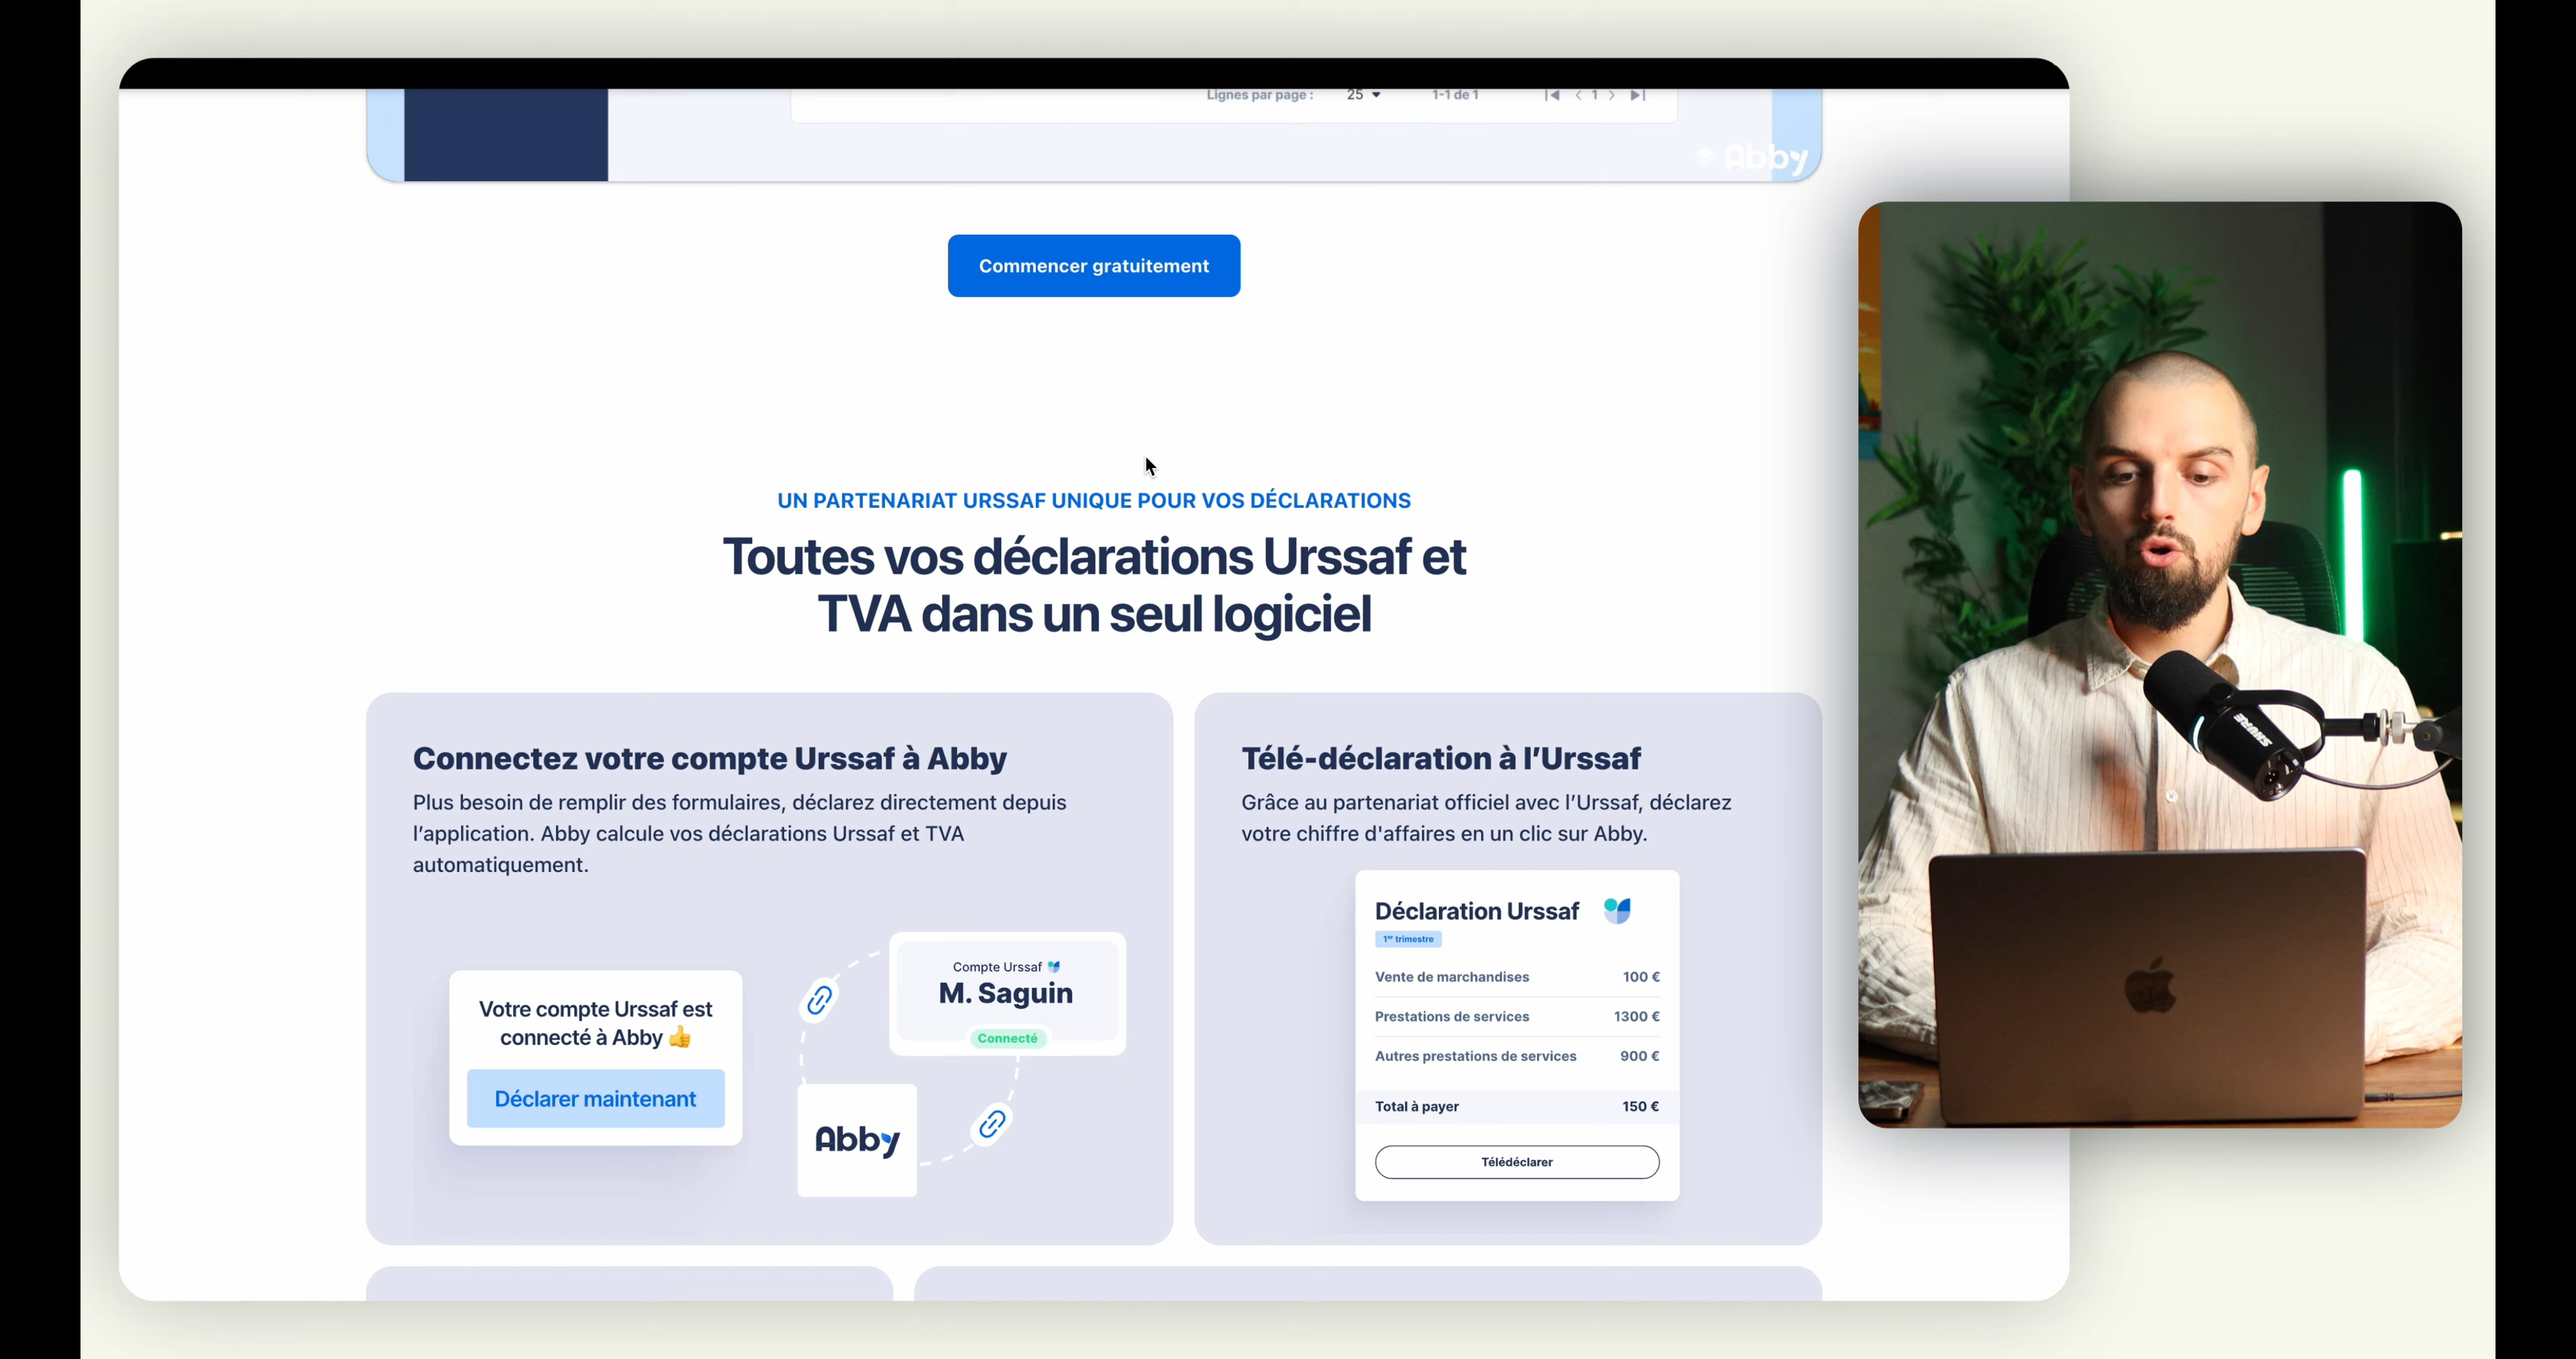 Lignes par page : 25 1-1 de 1 1
Abby
Commencer gratuitement
UN PARTENARIAT URSSAF UNIQUE POUR VOS DÉCLARATIONS
Toutes vos déclarations Urssaf et
TVA dans un seul logiciel
Connectez votre compte Urssaf à Abby
Plus besoin de remplir des formulaires, déclarez directement depuis
l’application. Abby calcule vos déclarations Urssaf et TVA
automatiquement.
Votre compte Urssaf est
connecté à Abby 👍
Déclarer maintenant
Compte Urssaf
M. Saguin
Connecté
Abby
Télé-déclaration à l’Urssaf
Grâce au partenariat officiel avec l’Urssaf, déclarez
votre chiffre d'affaires en un clic sur Abby.
Déclaration Urssaf
1er trimestre
Vente de marchandises 100 €
Prestations de services 1300 €
Autres prestations de services 900 €
Total à payer 150 €
Télédéclarer
SHURE